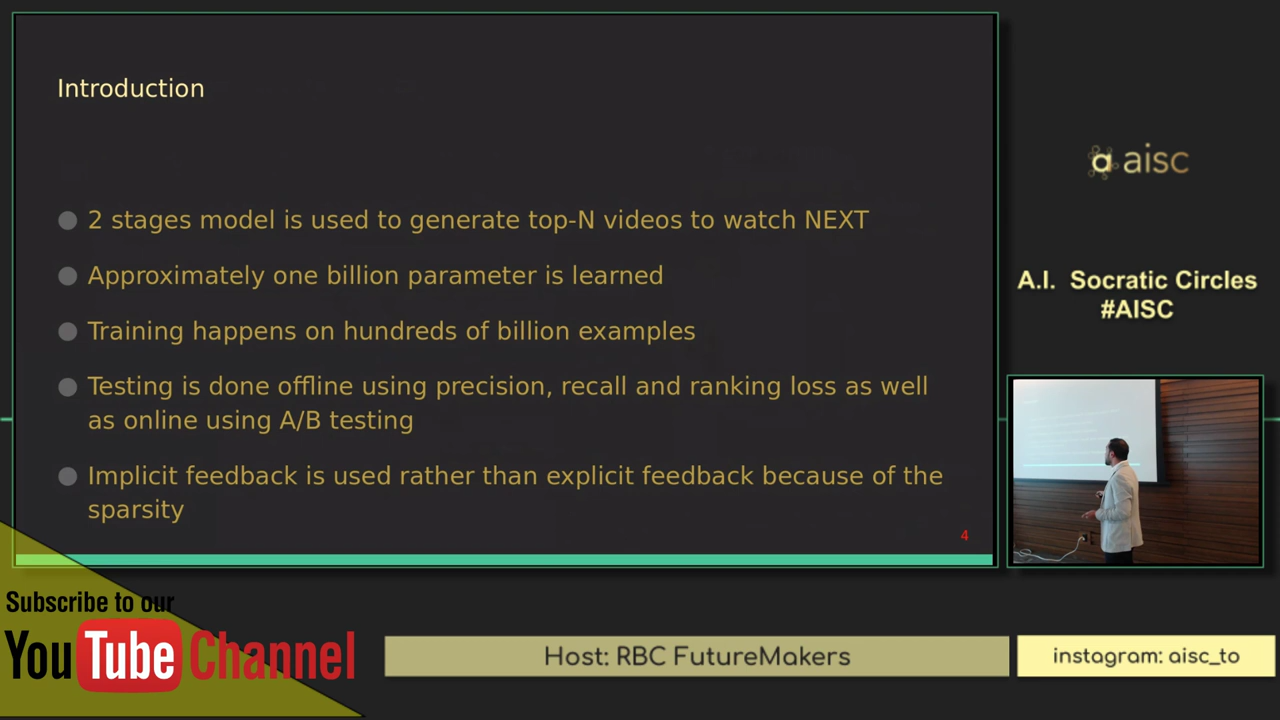 Introduction
2 stages model is used to generate top-N videos to watch NEXT
Approximately one billion parameter is learned
Training happens on hundreds of billion examples
Testing is done offline using precision, recall and ranking loss as well
as online using A/B testing
Implicit feedback is used rather than explicit feedback because of the
sparsity
4
aisc
A.I. Socratic Circles
#AISC
Subscribe to our
YouTube Channel
Host: RBC FutureMakers
instagram: aisc_to